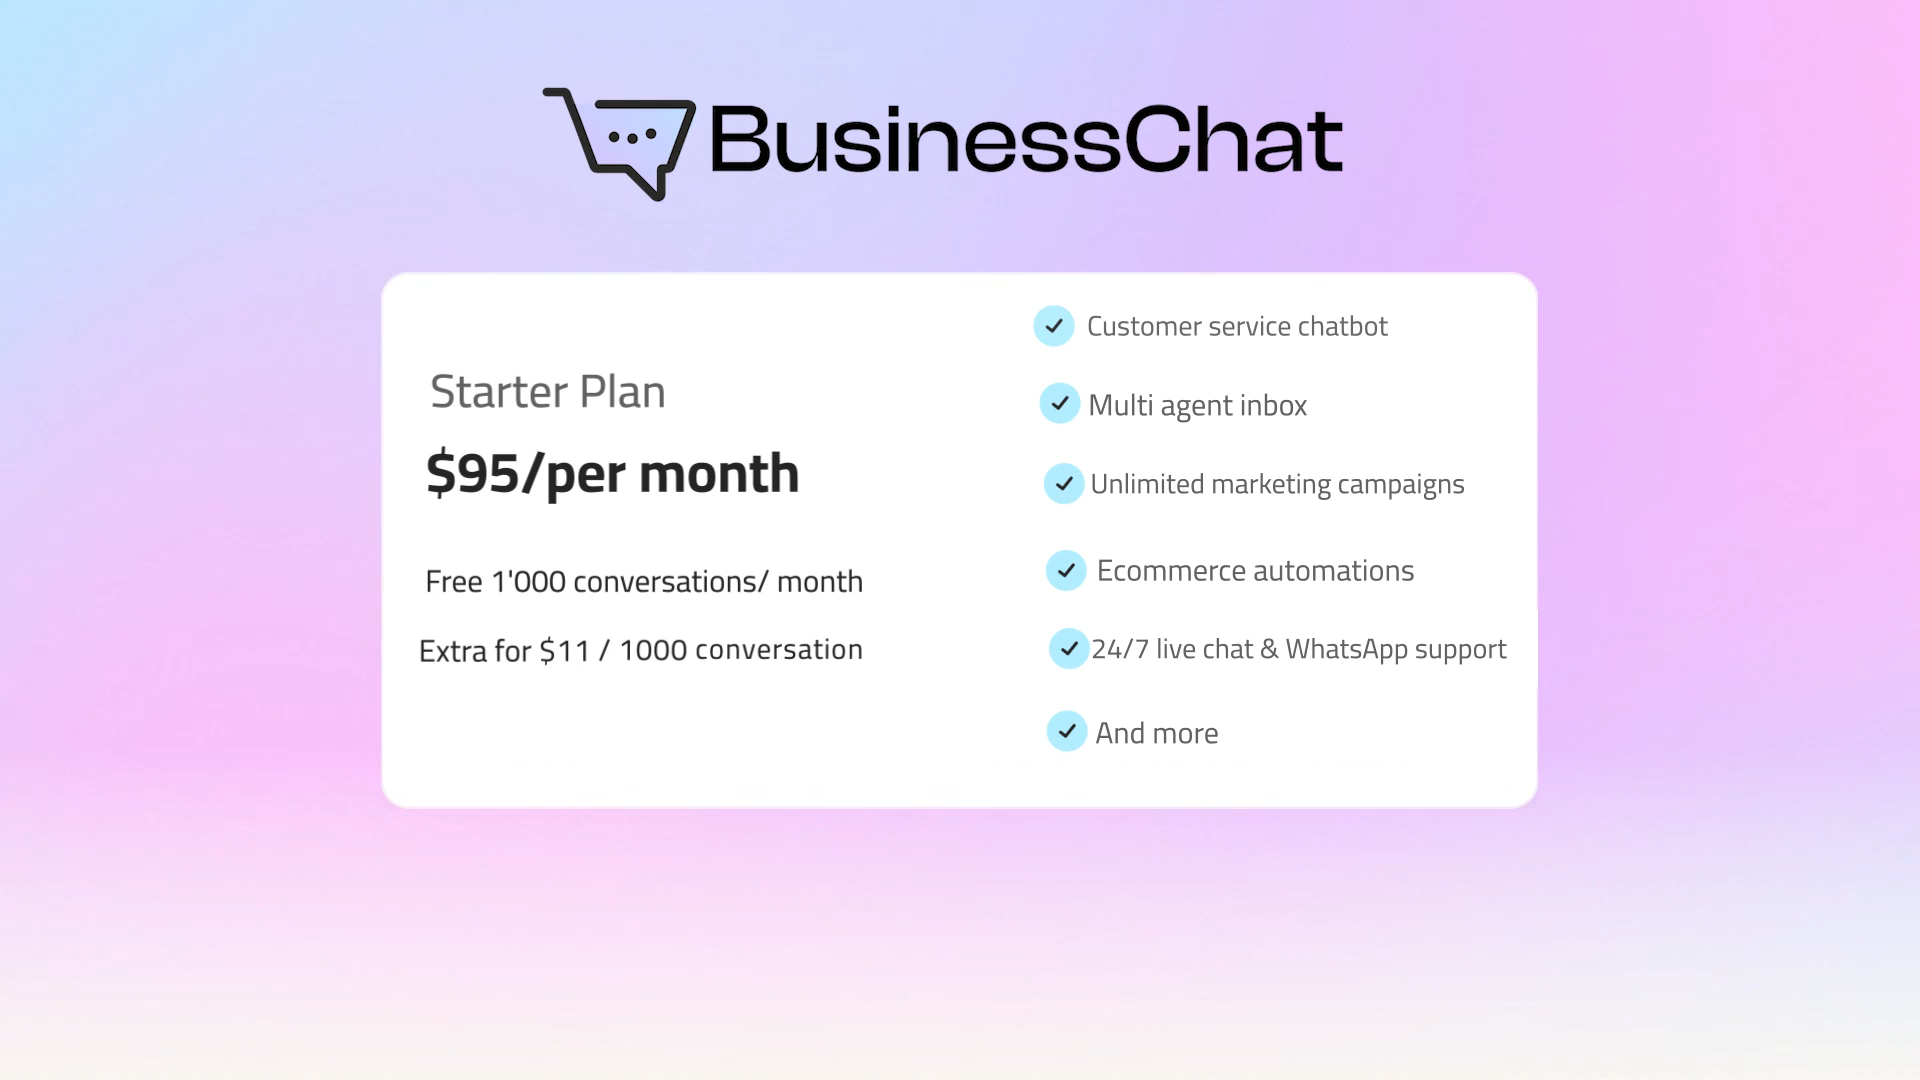 BusinessChat
Starter Plan
$95/per month
Free 1'000 conversations/ month
Extra for $11 / 1000 conversation
Customer service chatbot
Multi agent inbox
Unlimited marketing campaigns
Ecommerce automations
24/7 live chat & WhatsApp support
And more